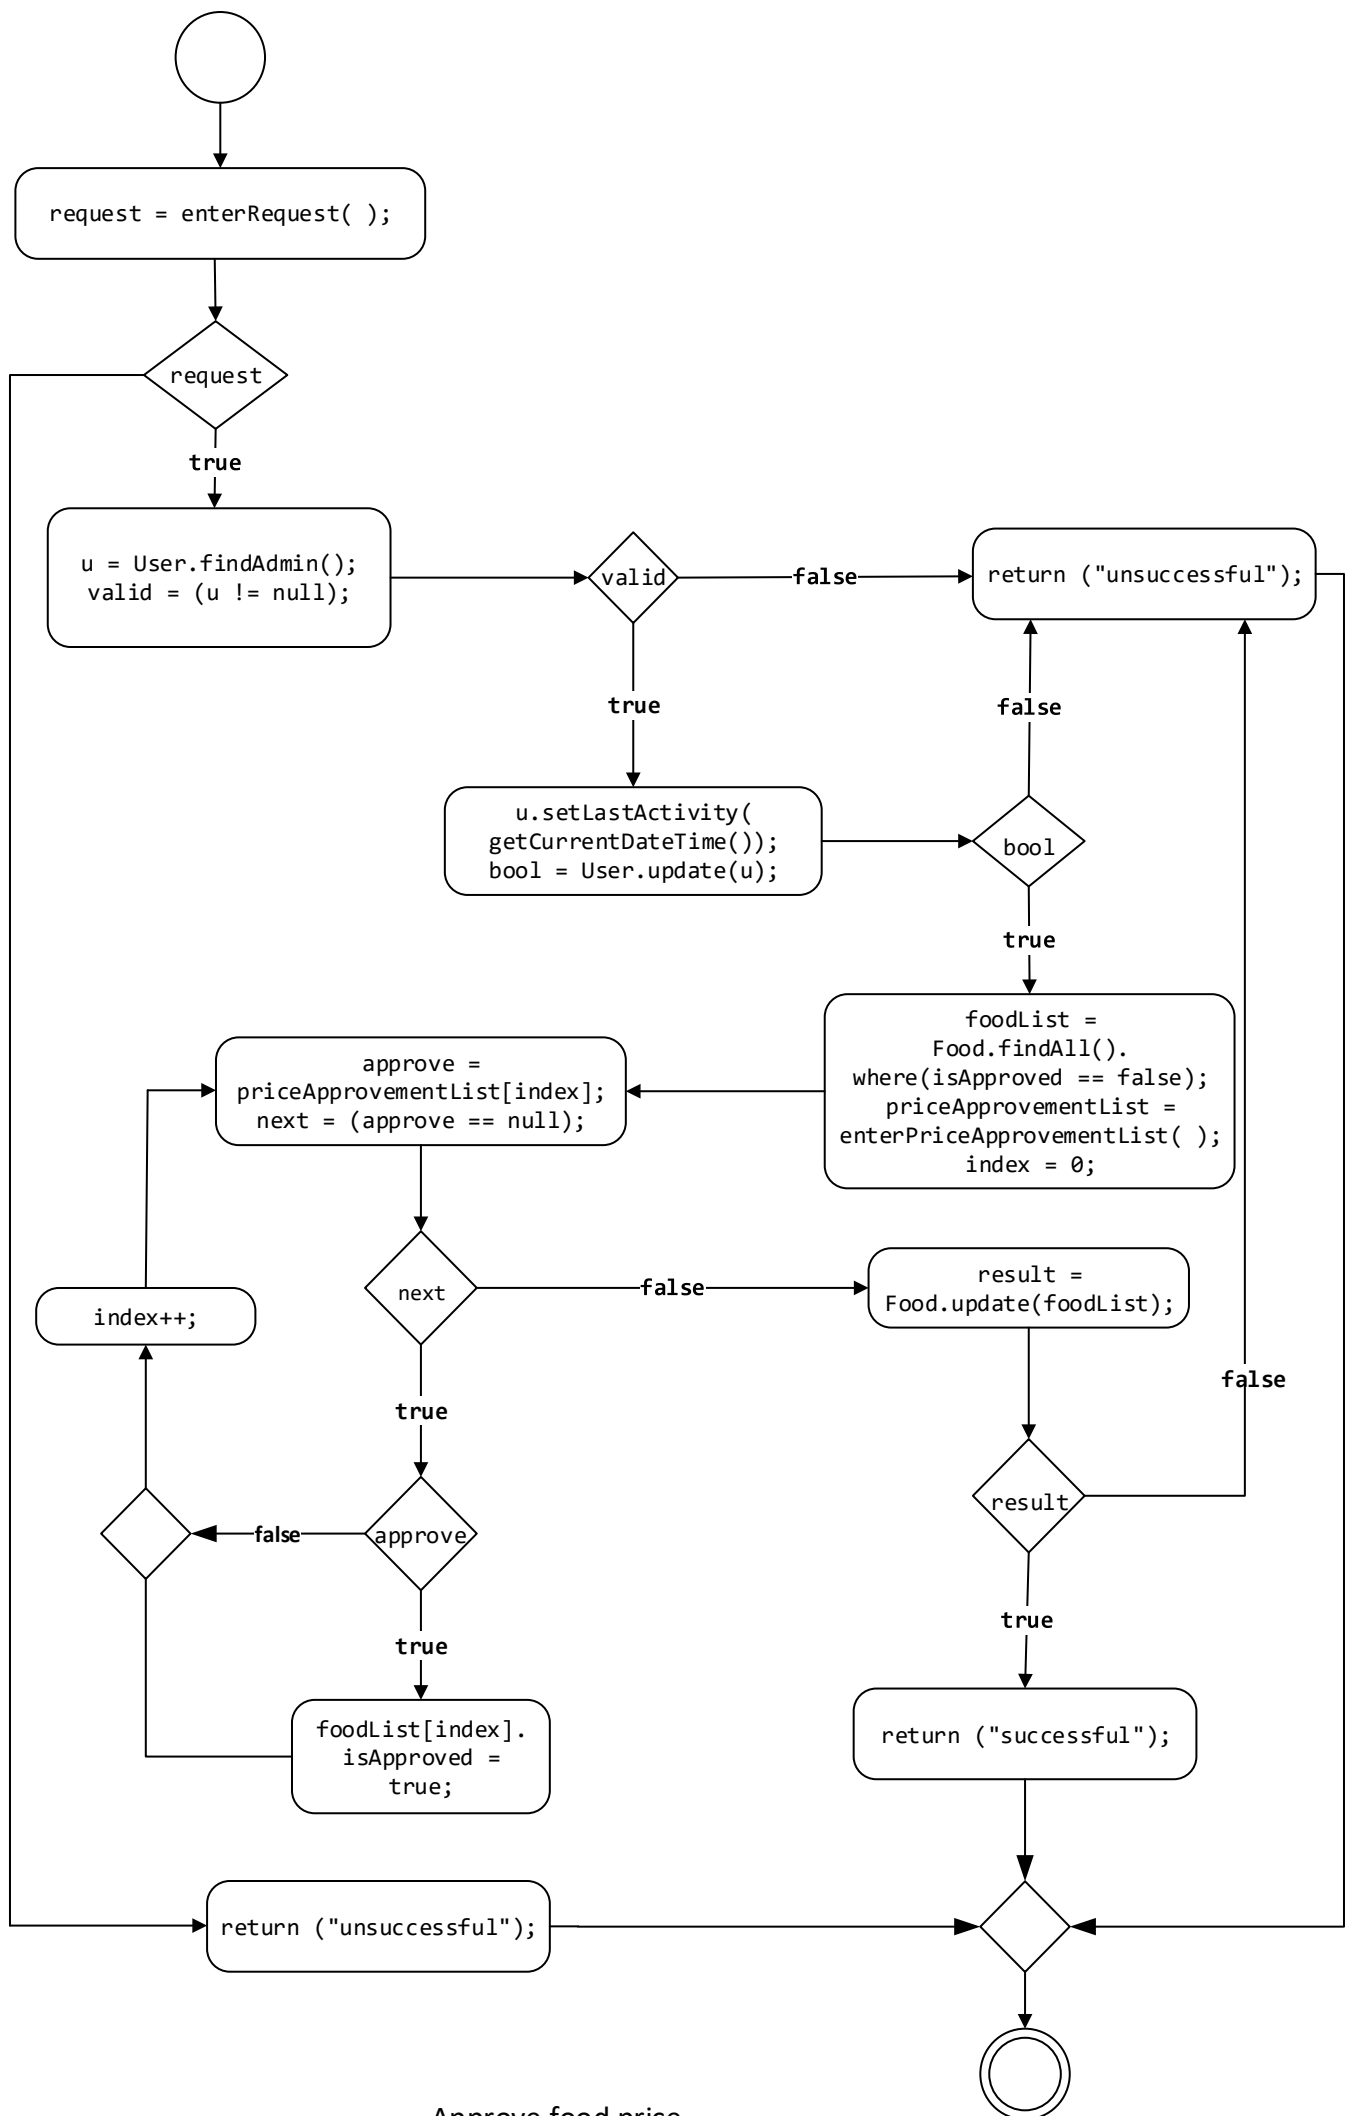 request = enterRequest( );
request
true
u = User.findAdmin();
valid = (u != null);
valid
false
return ("unsuccessful");
true
false
u.setLastActivity(
getCurrentDateTime());
bool = User.update(u);
bool
true
foodList =
Food.findAll().
where(isApproved == false);
priceApprovementList =
enterPriceApprovementList( );
index = 0;
approve =
priceApprovementList[index];
next = (approve == null);
next
false
result =
Food.update(foodList);
index++;
true
false
approve
false
result
true
true
foodList[index].
isApproved =
true;
return ("successful");
return ("unsuccessful");
Approve food price